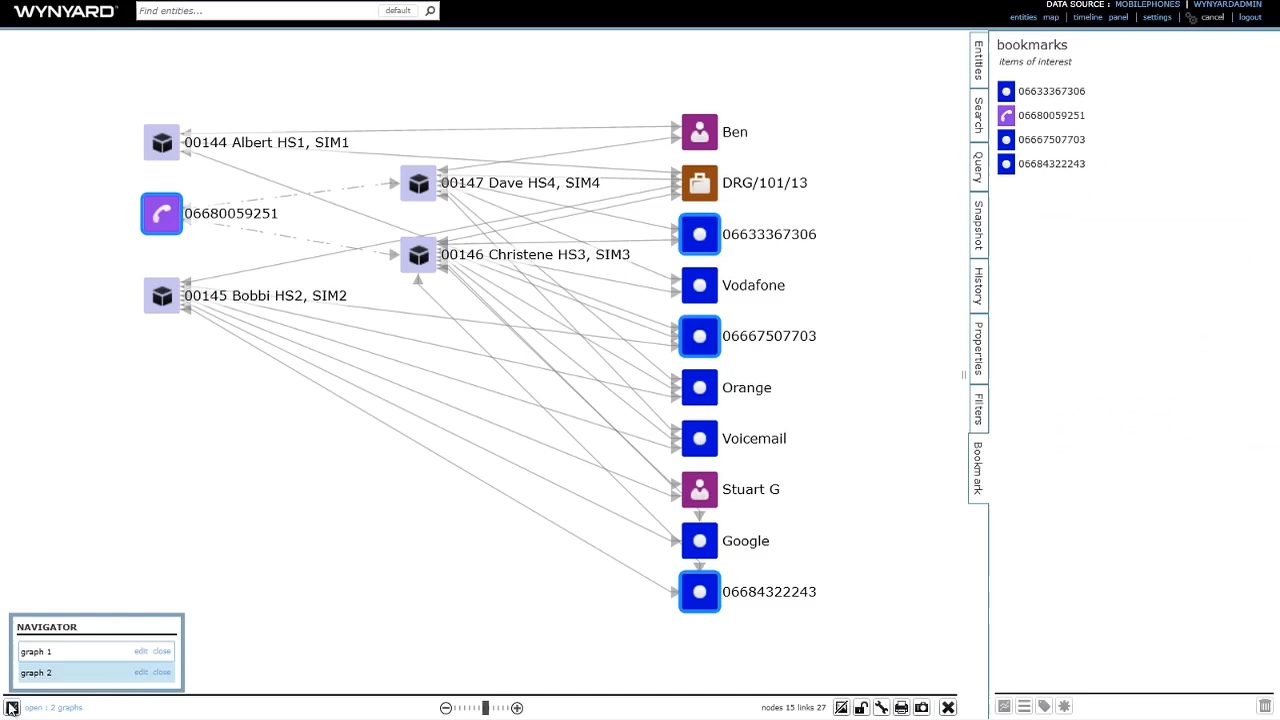 WYNYARD
Find entities...
default
DATA SOURCE : MOBILEPHONES | WYNYARDADMIN
entities map | timeline panel | settings cancel | logout
00144 Albert HS1, SIM1
06680059251
00145 Bobbi HS2, SIM2
00147 Dave HS4, SIM4
00146 Christene HS3, SIM3
Ben
DRG/101/13
06633367306
Vodafone
06667507703
Orange
Voicemail
Stuart G
Google
06684322243
Entities
Search
Query
Snapshot
History
Properties
Filters
Bookmark
bookmarks
items of interest
06633367306
06680059251
06667507703
06684322243
NAVIGATOR
graph 1 edit close
graph 2 edit close
open : 2 graphs
nodes 15 links 27